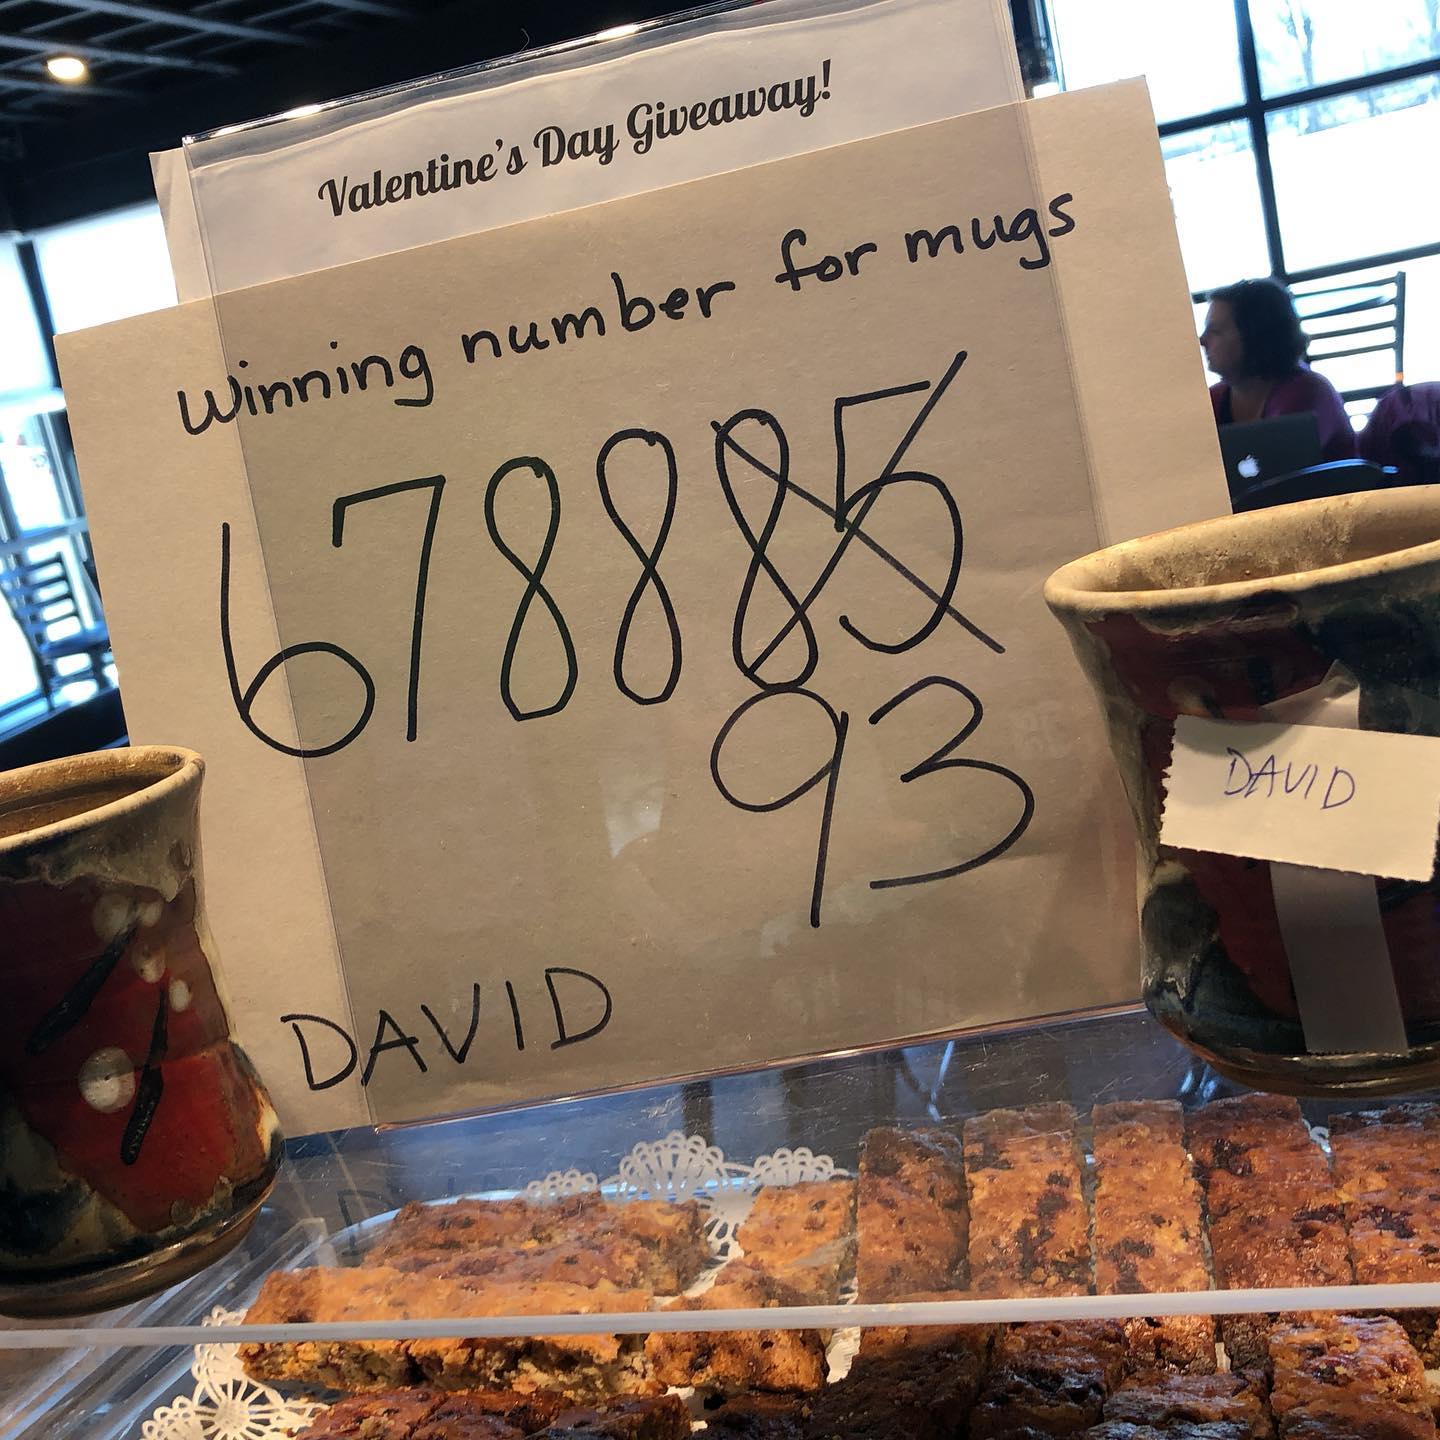 Valentine's Day Giveaway!
winning number for mugs
678885
93
DAVID
DAVID